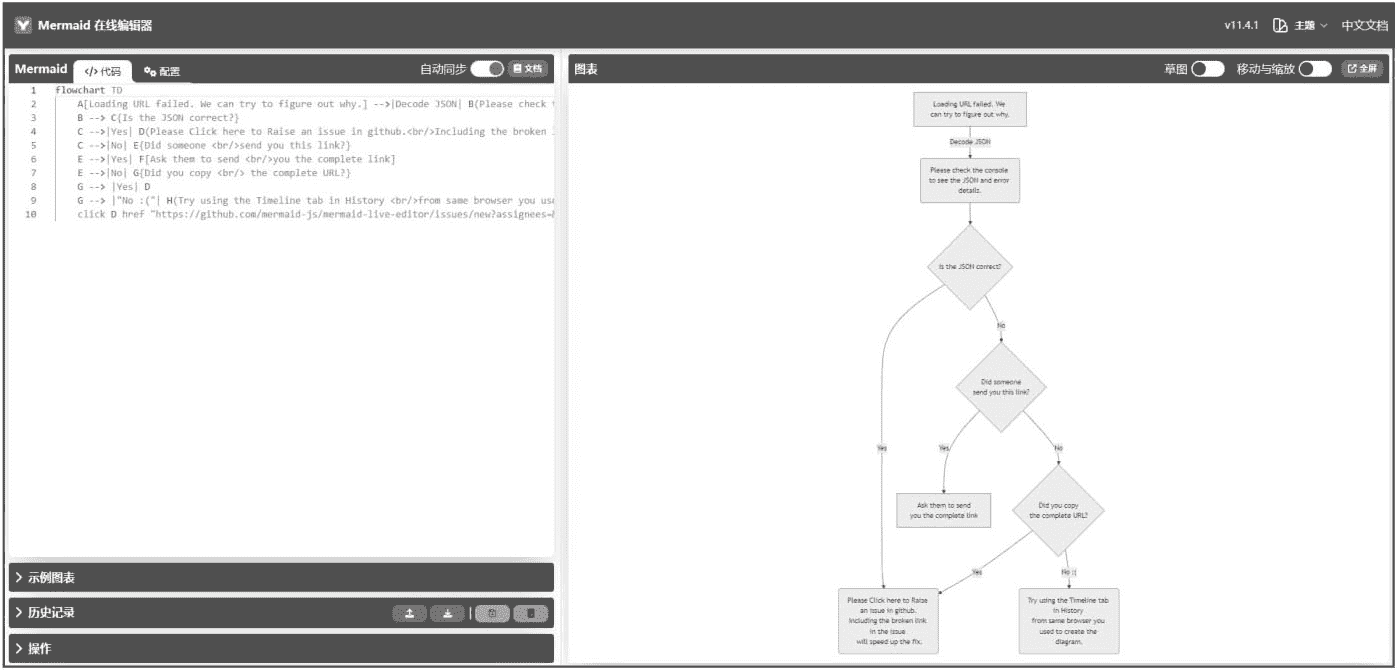 Mermaid 在线编辑器
v11.4.1 主题 中文文档
Mermaid </> 代码 配置 自动同步 文档
1 flowchart TD
2 A[Loading URL failed. We can try to figure out why.] -->|Decode JSON| B(Please check
3 B --> C{Is the JSON correct?}
4 C -->|Yes| D(Please Click here to Raise an issue in github.<br/>Including the broken
5 C -->|No| E{Did someone <br/>send you this link?}
6 E -->|Yes| F[Ask them to send <br/>you the complete link]
7 E -->|No| G{Did you copy <br/> the complete URL?}
8 G --> |Yes| D
9 G --> |"No :("| H(Try using the Timeline tab in History <br/>from same browser you use
10 click D href "https://github.com/mermaid-js/mermaid-live-editor/issues/new?assignees=&
示例图表
历史记录
操作
图表 草图 移动与缩放 全屏
Loading URL failed. We
can try to figure out why.
Decode JSON
Please check the console
to see the JSON and error
details.
Is the JSON correct?
No
Did someone
send you this link?
Yes
Yes
No
Ask them to send
you the complete link
Did you copy
the complete URL?
Yes
No :(
Please Click here to Raise
an issue in github.
Including the broken link
in the issue
will speed up the fix.
Try using the Timeline tab
in History
from same browser you
used to create the
diagram.